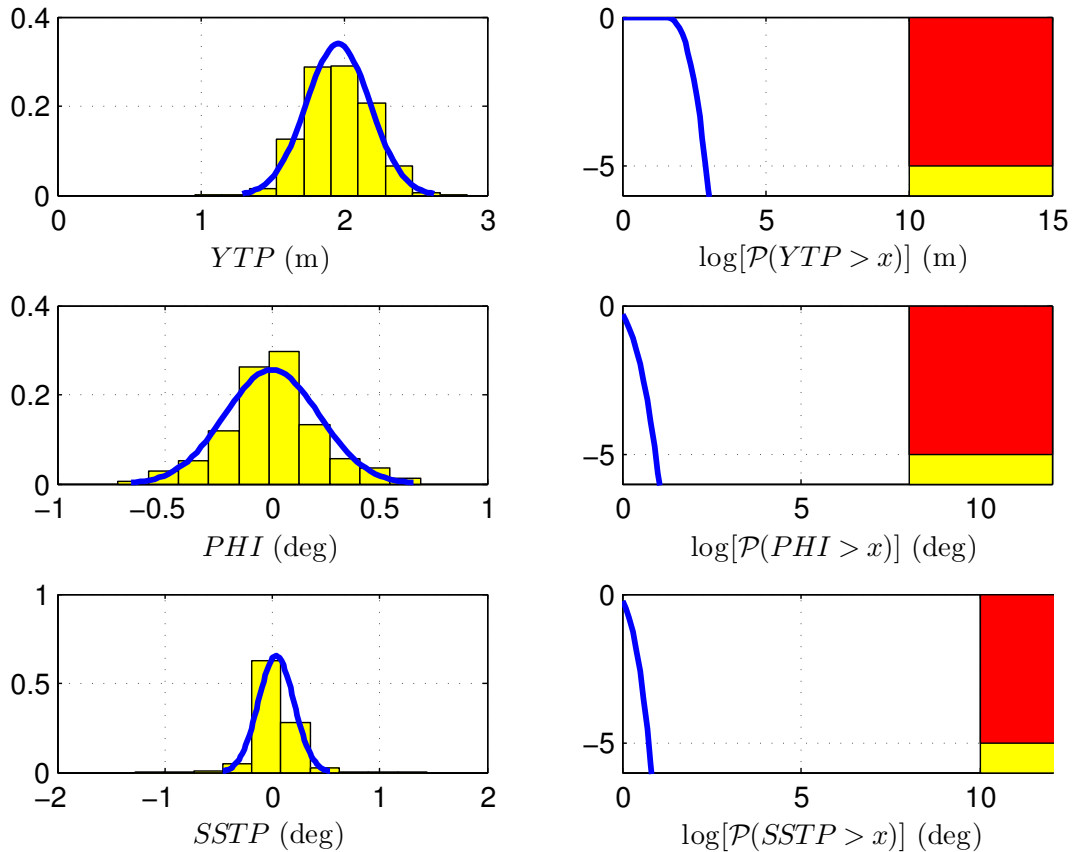 0.4
0.2
0
0 1 2 3
YTP (m)
0
−5
0 5 10 15
log[𝒫(YTP > x)] (m)
0.4
0.2
0
−1 −0.5 0 0.5 1
PHI (deg)
0
−5
0 5 10
log[𝒫(PHI > x)] (deg)
1
0.5
0
−2 −1 0 1 2
SSTP (deg)
0
−5
0 5 10
log[𝒫(SSTP > x)] (deg)